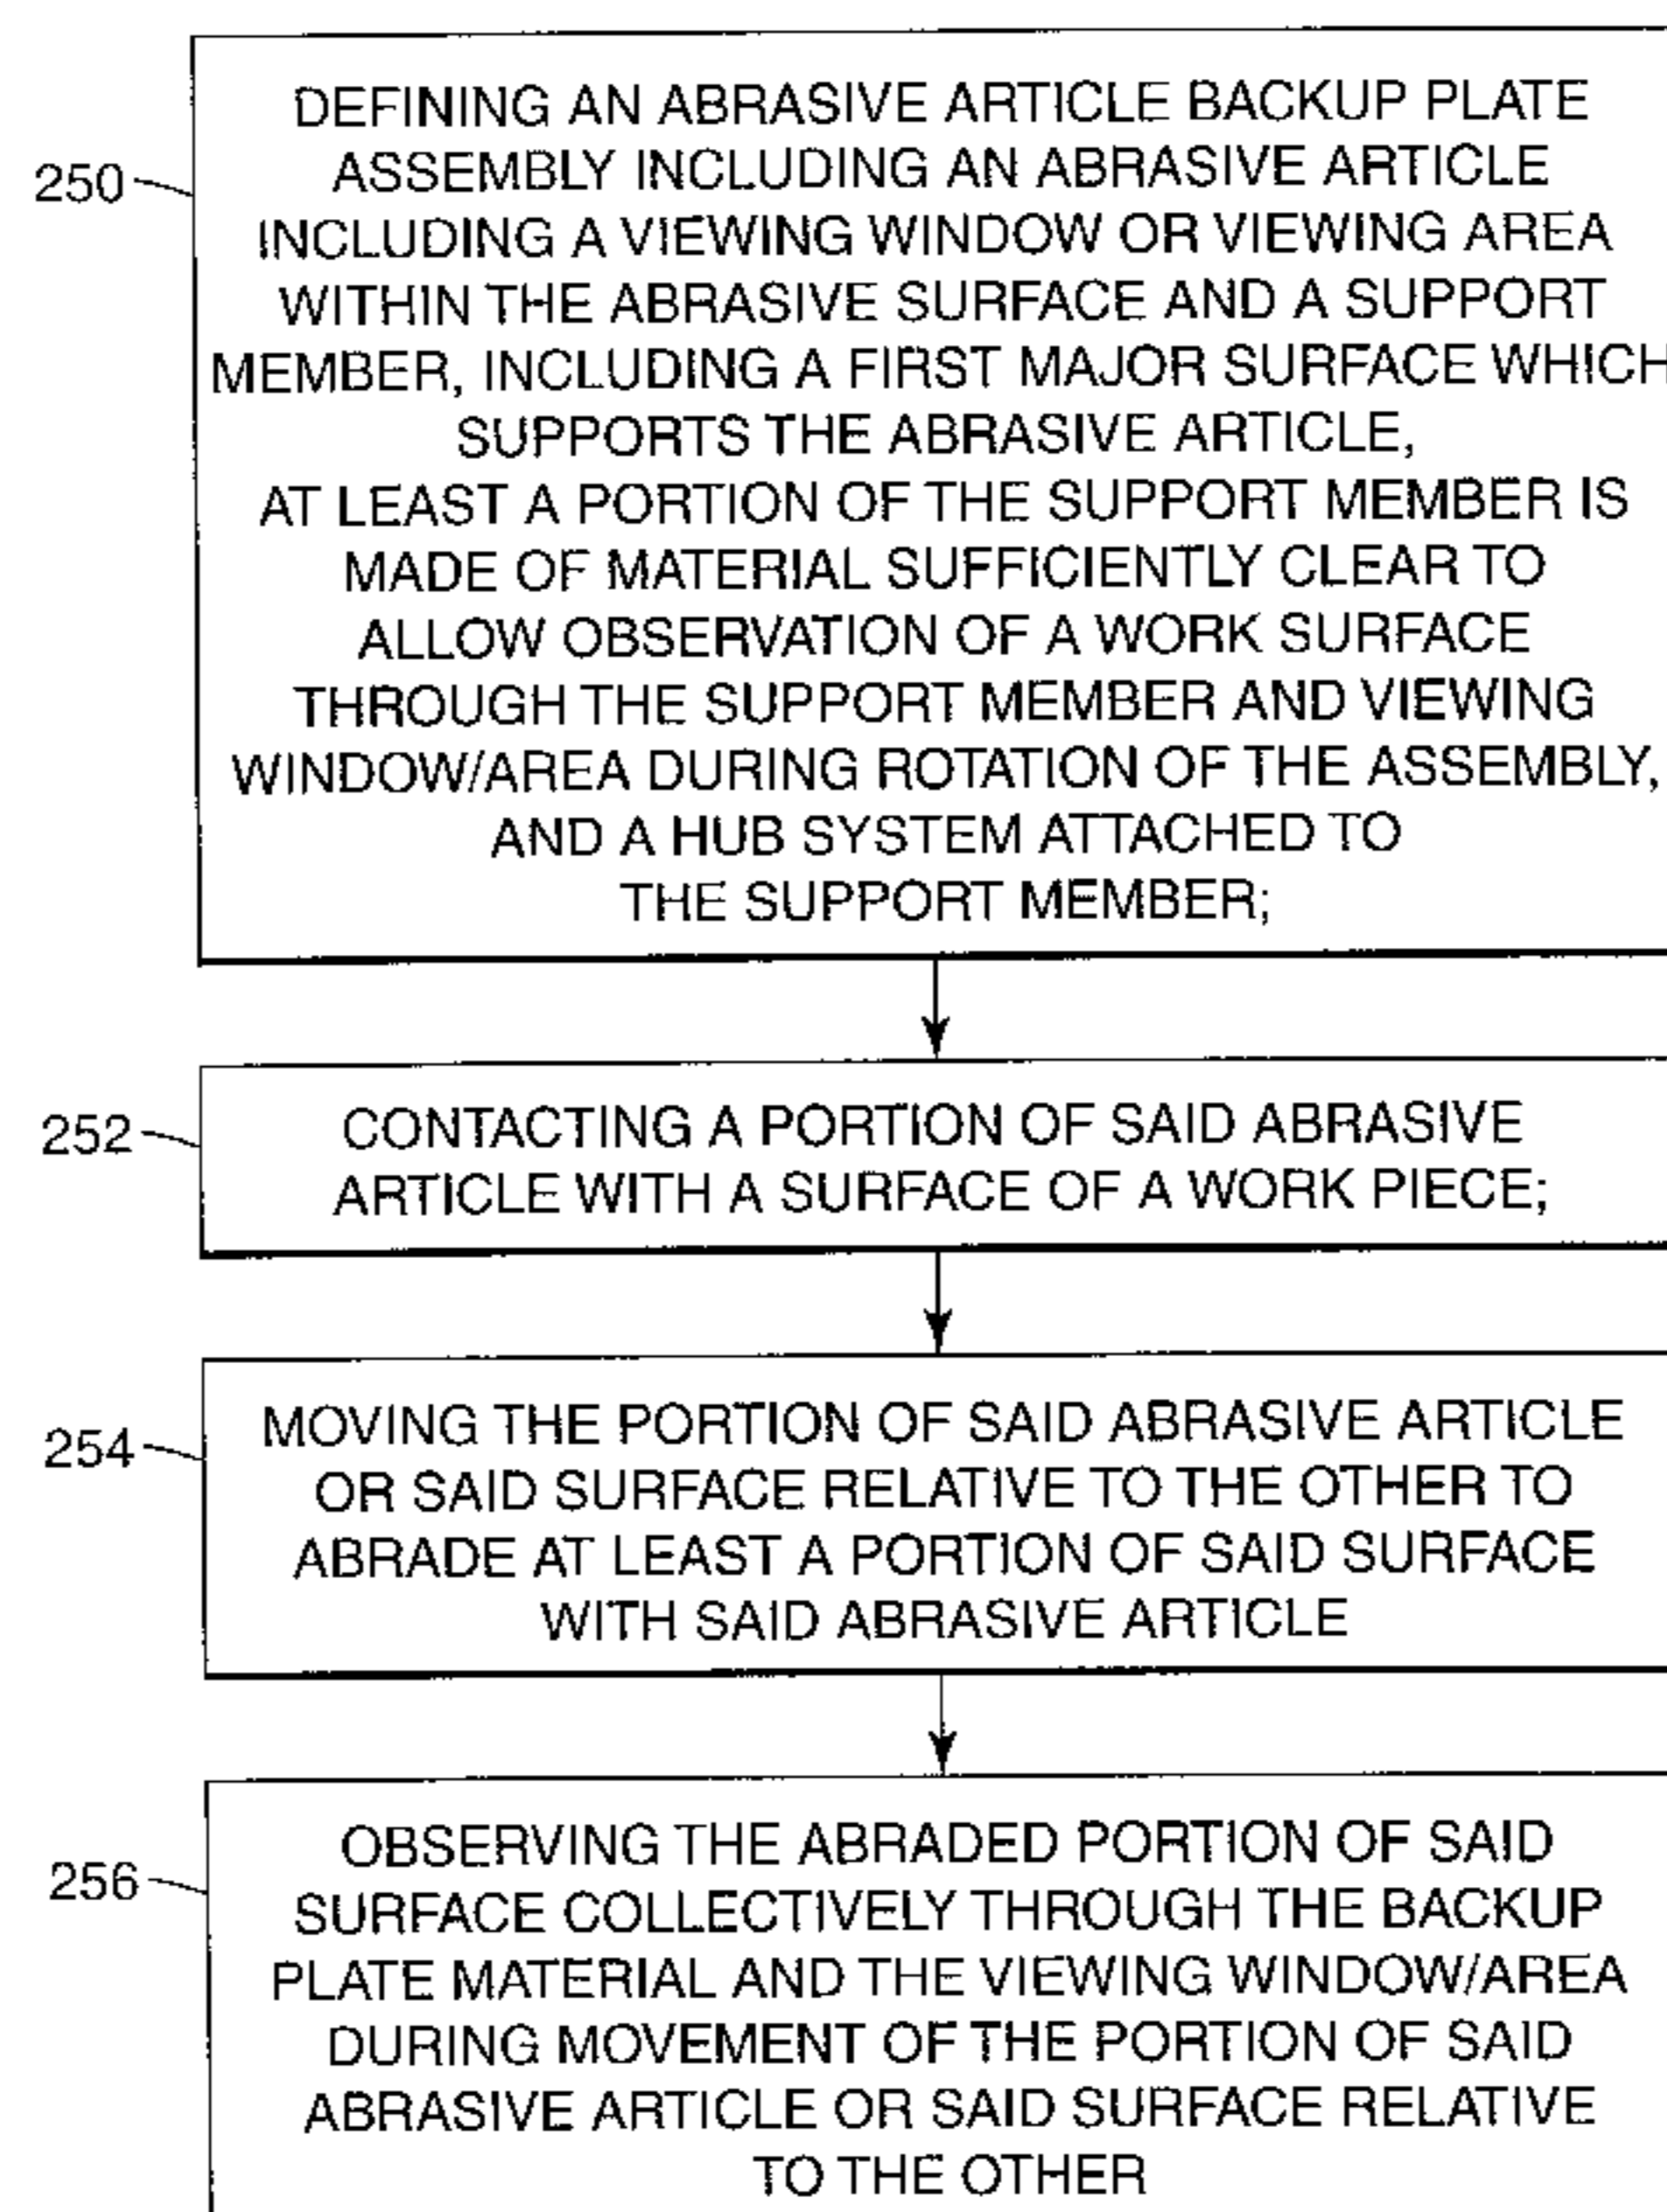 250
DEFINING AN ABRASIVE ARTICLE BACKUP PLATE
ASSEMBLY INCLUDING AN ABRASIVE ARTICLE
INCLUDING A VIEWING WINDOW OR VIEWING AREA
WITHIN THE ABRASIVE SURFACE AND A SUPPORT
MEMBER, INCLUDING A FIRST MAJOR SURFACE WHICH
SUPPORTS THE ABRASIVE ARTICLE,
AT LEAST A PORTION OF THE SUPPORT MEMBER IS
MADE OF MATERIAL SUFFICIENTLY CLEAR TO
ALLOW OBSERVATION OF A WORK SURFACE
THROUGH THE SUPPORT MEMBER AND VIEWING
WINDOW/AREA DURING ROTATION OF THE ASSEMBLY,
AND A HUB SYSTEM ATTACHED TO
THE SUPPORT MEMBER;
252
CONTACTING A PORTION OF SAID ABRASIVE
ARTICLE WITH A SURFACE OF A WORK PIECE;
254
MOVING THE PORTION OF SAID ABRASIVE ARTICLE
OR SAID SURFACE RELATIVE TO THE OTHER TO
ABRADE AT LEAST A PORTION OF SAID SURFACE
WITH SAID ABRASIVE ARTICLE
256
OBSERVING THE ABRADED PORTION OF SAID
SURFACE COLLECTIVELY THROUGH THE BACKUP
PLATE MATERIAL AND THE VIEWING WINDOW/AREA
DURING MOVEMENT OF THE PORTION OF SAID
ABRASIVE ARTICLE OR SAID SURFACE RELATIVE
TO THE OTHER